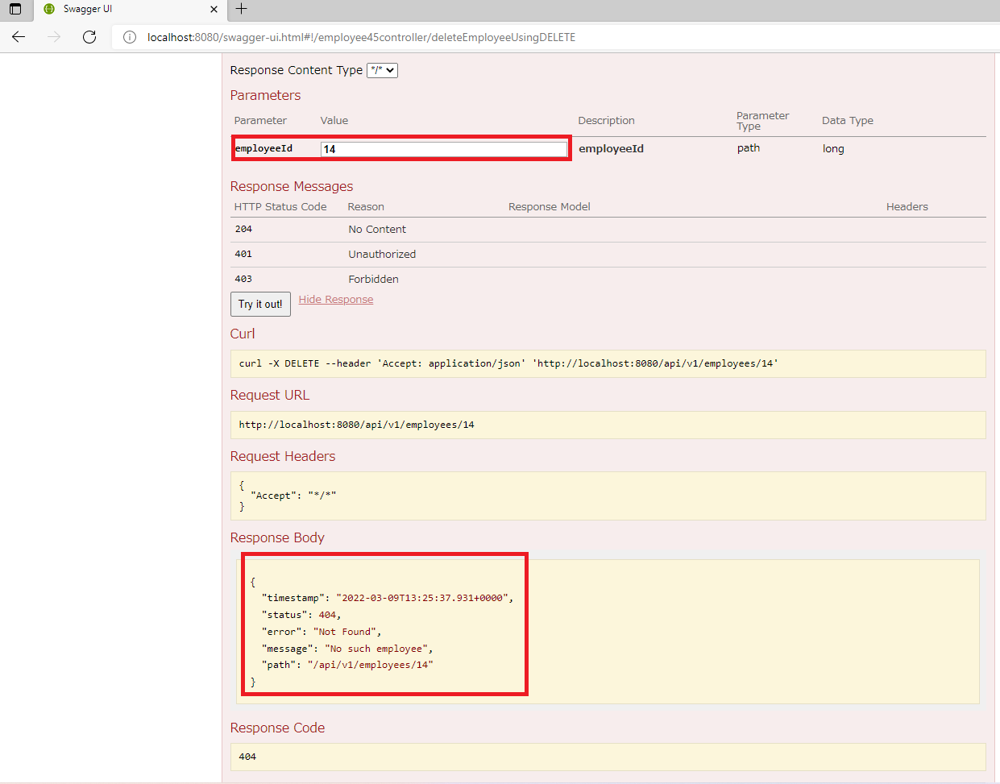 Swagger UI
localhost:8080/swagger-ui.html#!/employee45controller/deleteEmployeeUsingDELETE
Response Content Type */*
Parameters
Parameter Value Description Parameter Type Data Type
employeeId 14 employeeId path long
Response Messages
HTTP Status Code Reason Response Model Headers
204 No Content
401 Unauthorized
403 Forbidden
Try it out! Hide Response
Curl
curl -X DELETE --header 'Accept: application/json' 'http://localhost:8080/api/v1/employees/14'
Request URL
http://localhost:8080/api/v1/employees/14
Request Headers
{
"Accept": "*/*"
}
Response Body
{
"timestamp": "2022-03-09T13:25:37.931+0000",
"status": 404,
"error": "Not Found",
"message": "No such employee",
"path": "/api/v1/employees/14"
}
Response Code
404